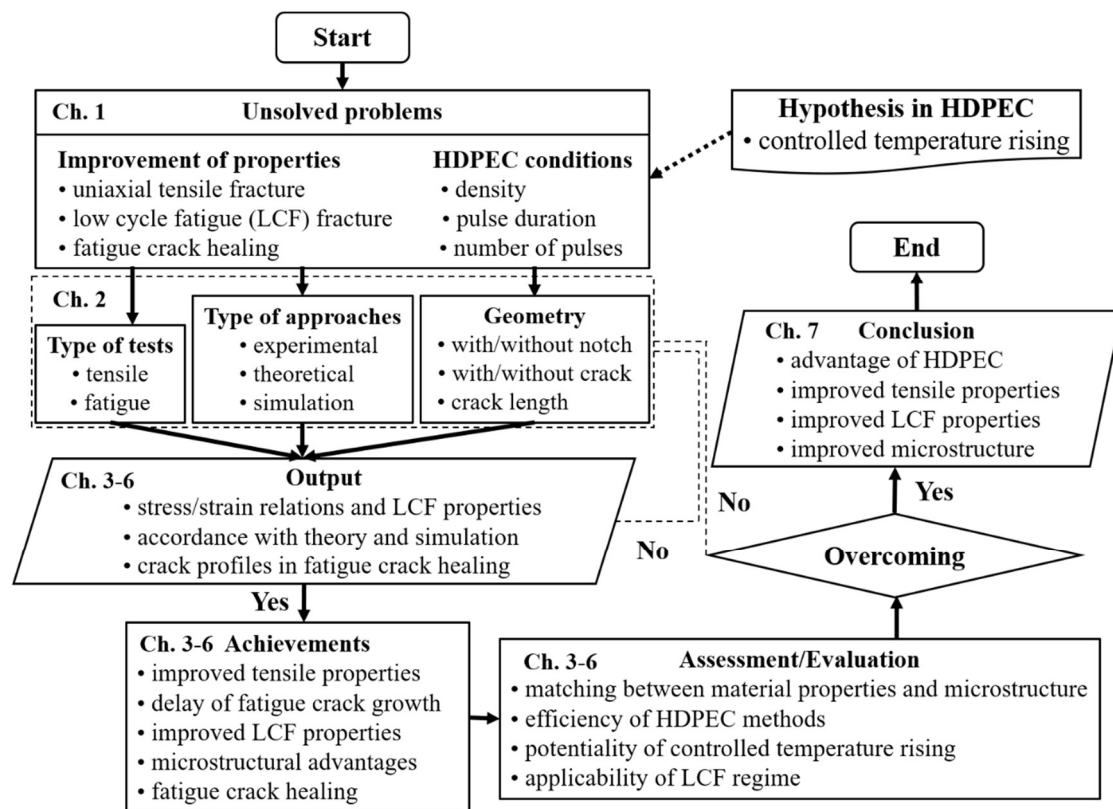 Start
Ch. 1 Unsolved problems
Improvement of properties
• uniaxial tensile fracture
• low cycle fatigue (LCF) fracture
• fatigue crack healing
HDPEC conditions
• density
• pulse duration
• number of pulses
Hypothesis in HDPEC
• controlled temperature rising
Ch. 2
Type of tests
• tensile
• fatigue
Type of approaches
• experimental
• theoretical
• simulation
Geometry
• with/without notch
• with/without crack
• crack length
Ch. 3-6 Output
• stress/strain relations and LCF properties
• accordance with theory and simulation
• crack profiles in fatigue crack healing
No
Yes
Ch. 3-6 Achievements
• improved tensile properties
• delay of fatigue crack growth
• improved LCF properties
• microstructural advantages
• fatigue crack healing
Ch. 3-6 Assessment/Evaluation
• matching between material properties and microstructure
• efficiency of HDPEC methods
• potentiality of controlled temperature rising
• applicability of LCF regime
Overcoming
No
Yes
Ch. 7 Conclusion
• advantage of HDPEC
• improved tensile properties
• improved LCF properties
• improved microstructure
End